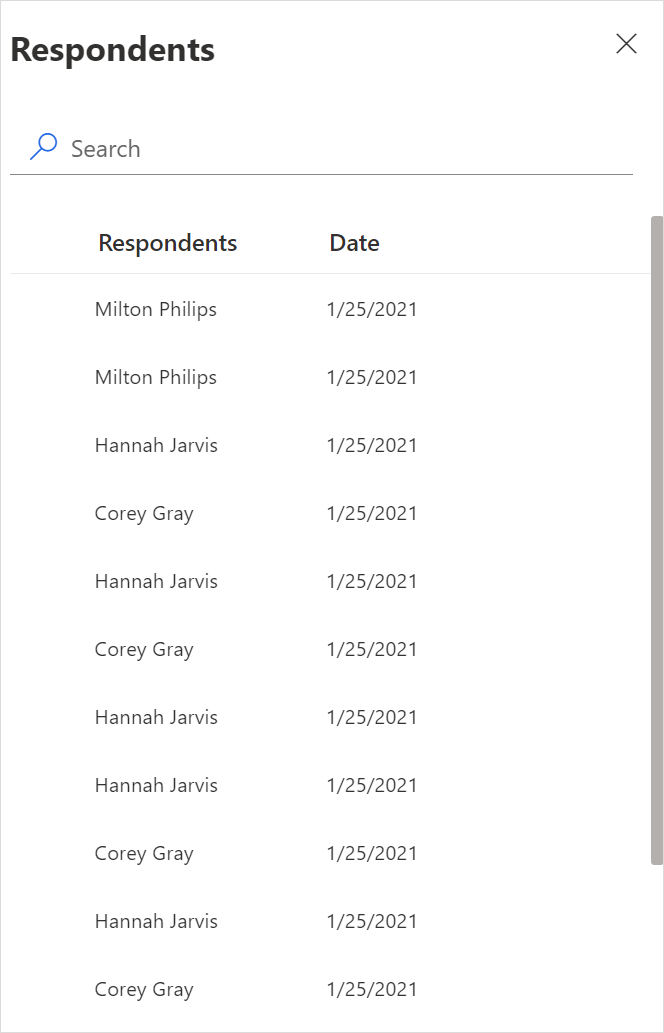 Respondents
Search
Respondents Date
Milton Philips 1/25/2021
Milton Philips 1/25/2021
Hannah Jarvis 1/25/2021
Corey Gray 1/25/2021
Hannah Jarvis 1/25/2021
Corey Gray 1/25/2021
Hannah Jarvis 1/25/2021
Hannah Jarvis 1/25/2021
Corey Gray 1/25/2021
Hannah Jarvis 1/25/2021
Corey Gray 1/25/2021